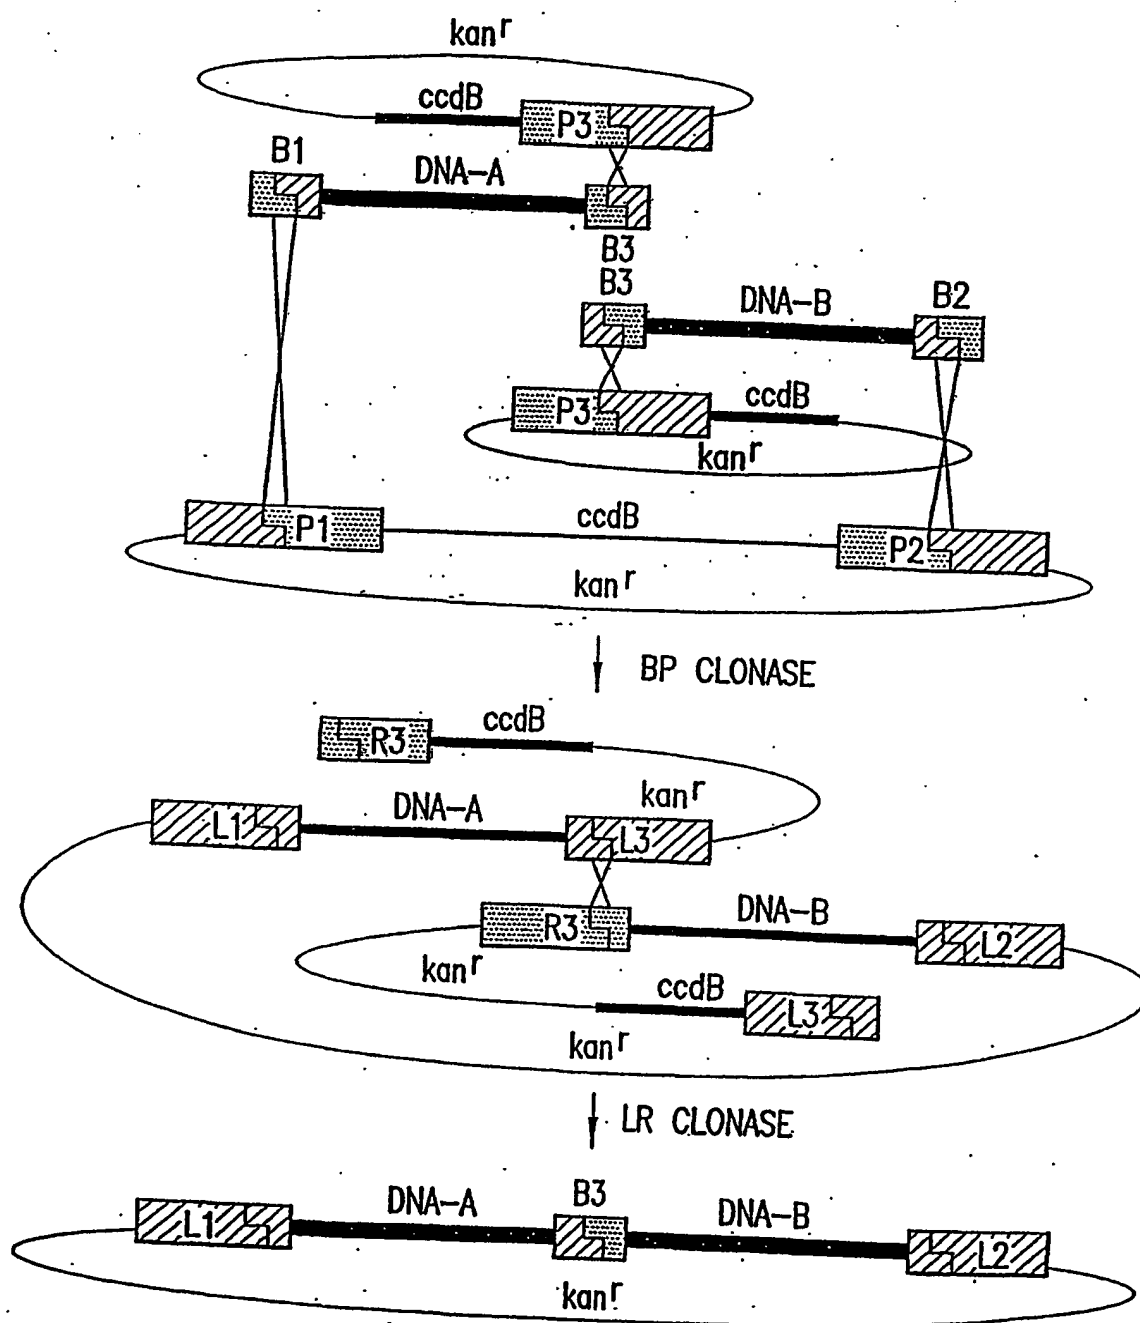 kanʳ
ccdB
P3
B1
DNA-A
B3
B3
DNA-B
B2
P3
ccdB
kanʳ
P1
ccdB
P2
kanʳ
BP CLONASE
R3
ccdB
kanʳ
L1
DNA-A
L3
R3
DNA-B
L2
kanʳ
ccdB
L3
kanʳ
LR CLONASE
L1
DNA-A
B3
DNA-B
L2
kanʳ